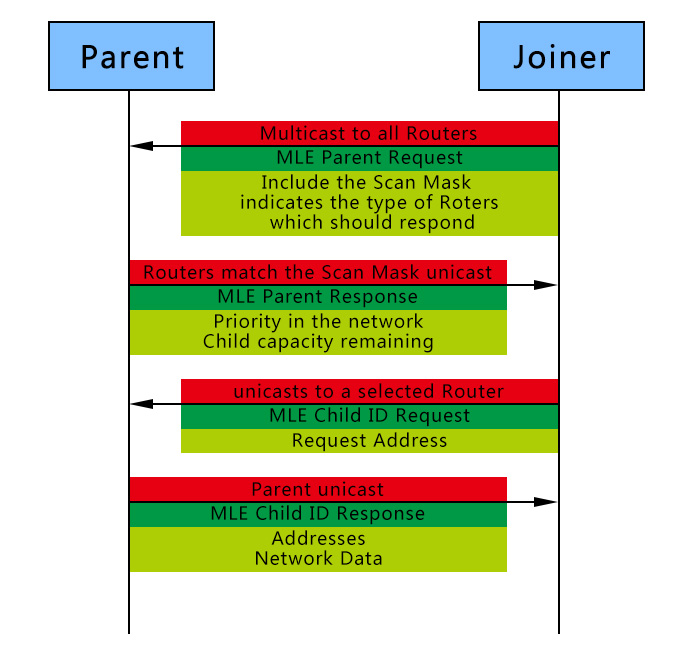 Parent
Joiner
Multicast to all Routers
MLE Parent Request
Include the Scan Mask
indicates the type of Roters
which should respond
Routers match the Scan Mask unicast
MLE Parent Response
Priority in the network
Child capacity remaining
unicasts to a selected Router
MLE Child ID Request
Request Address
Parent unicast
MLE Child ID Response
Addresses
Network Data